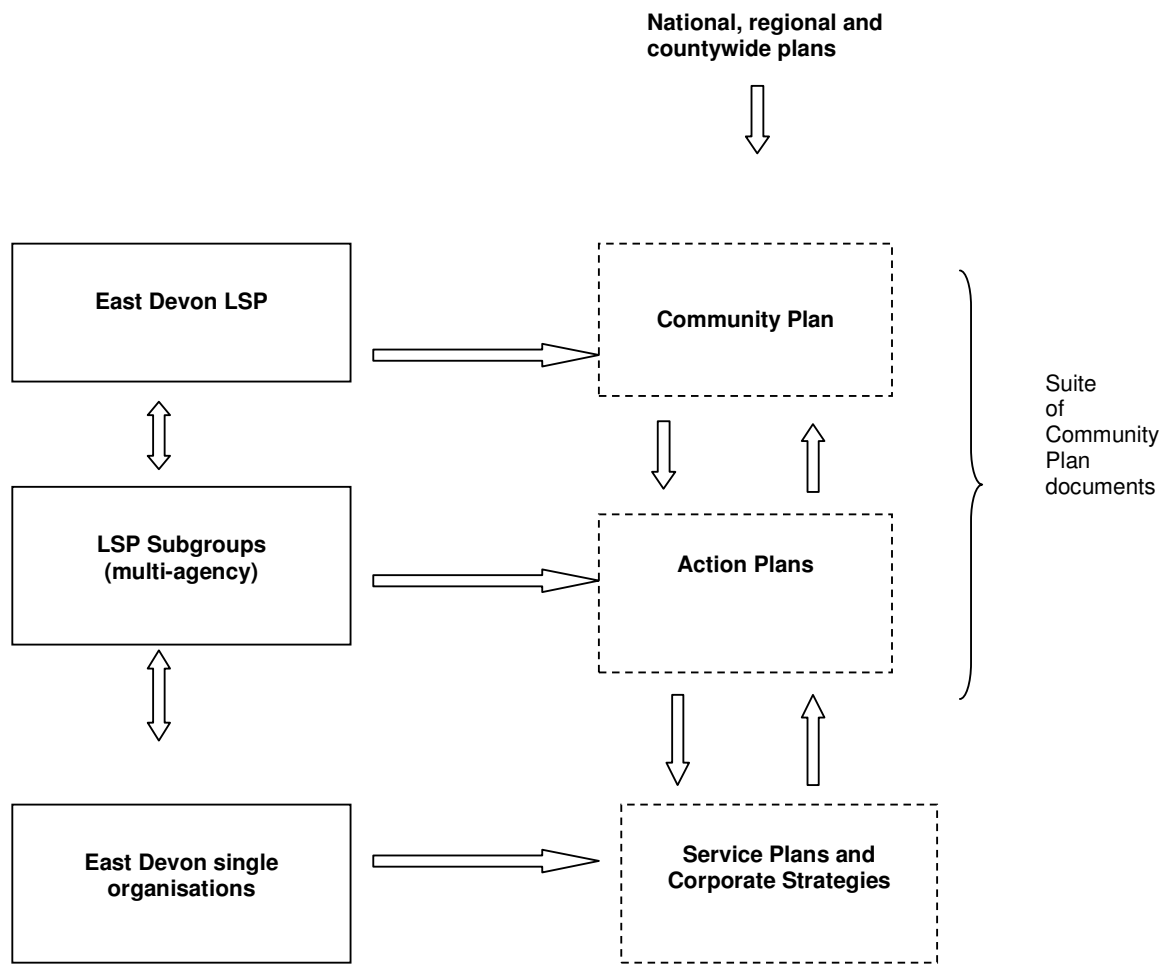 National, regional and
countywide plans
East Devon LSP
Community Plan
Suite
of
Community
Plan
documents
LSP Subgroups
(multi-agency)
Action Plans
East Devon single
organisations
Service Plans and
Corporate Strategies